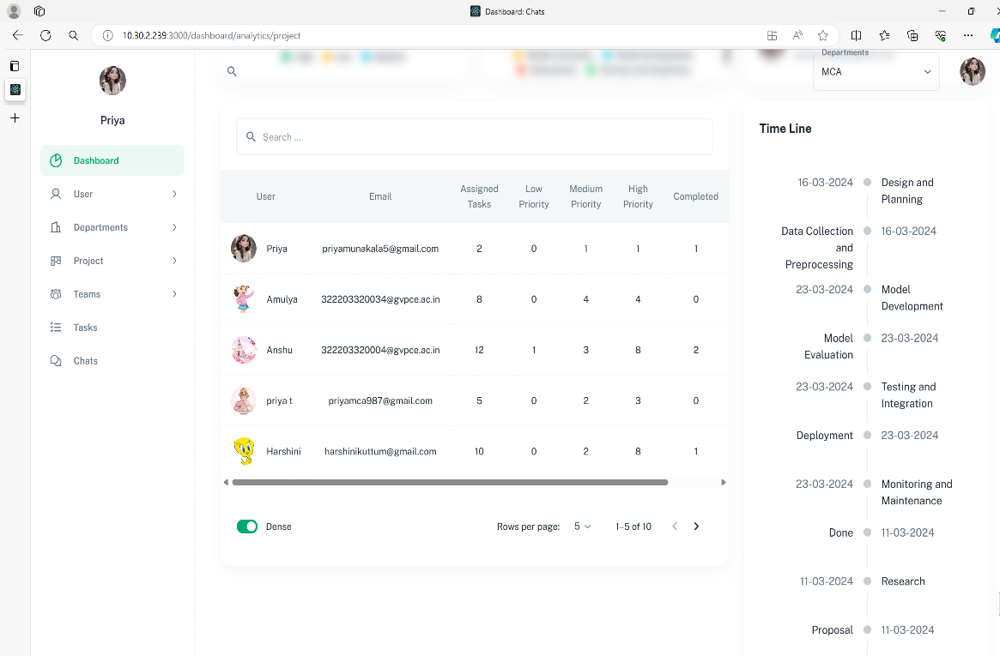 Dashboard: Chats
10.30.2.239:3000/dashboard/analytics/project
Priya
Dashboard
User
Departments
Project
Teams
Tasks
Chats
Departments
MCA
Search ...
User Email Assigned Tasks Low Priority Medium Priority High Priority Completed
Priya priyamunakala5@gmail.com 2 0 1 1 1
Amulya 322203320034@gvpce.ac.in 8 0 4 4 0
Anshu 322203320004@gvpce.ac.in 12 1 3 8 2
priya t priyamca987@gmail.com 5 0 2 3 0
Harshini harshinikuttum@gmail.com 10 0 2 8 1
Dense
Rows per page: 5 1–5 of 10
Time Line
16-03-2024 Design and
Planning
Data Collection 16-03-2024
and
Preprocessing
23-03-2024 Model
Development
Model 23-03-2024
Evaluation
23-03-2024 Testing and
Integration
Deployment 23-03-2024
23-03-2024 Monitoring and
Maintenance
Done 11-03-2024
11-03-2024 Research
Proposal 11-03-2024